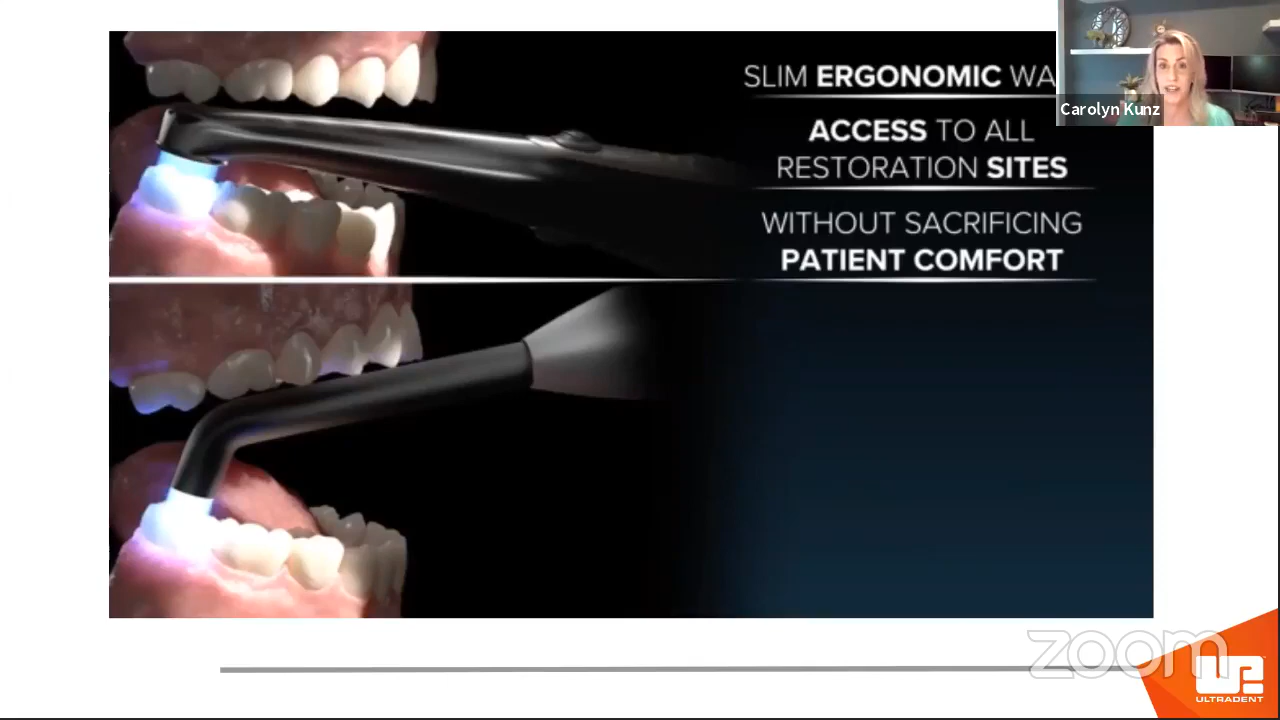 SLIM ERGONOMIC WA
ACCESS TO ALL
RESTORATION SITES
WITHOUT SACRIFICING
PATIENT COMFORT
Carolyn Kunz
zoom
ULTRADENT